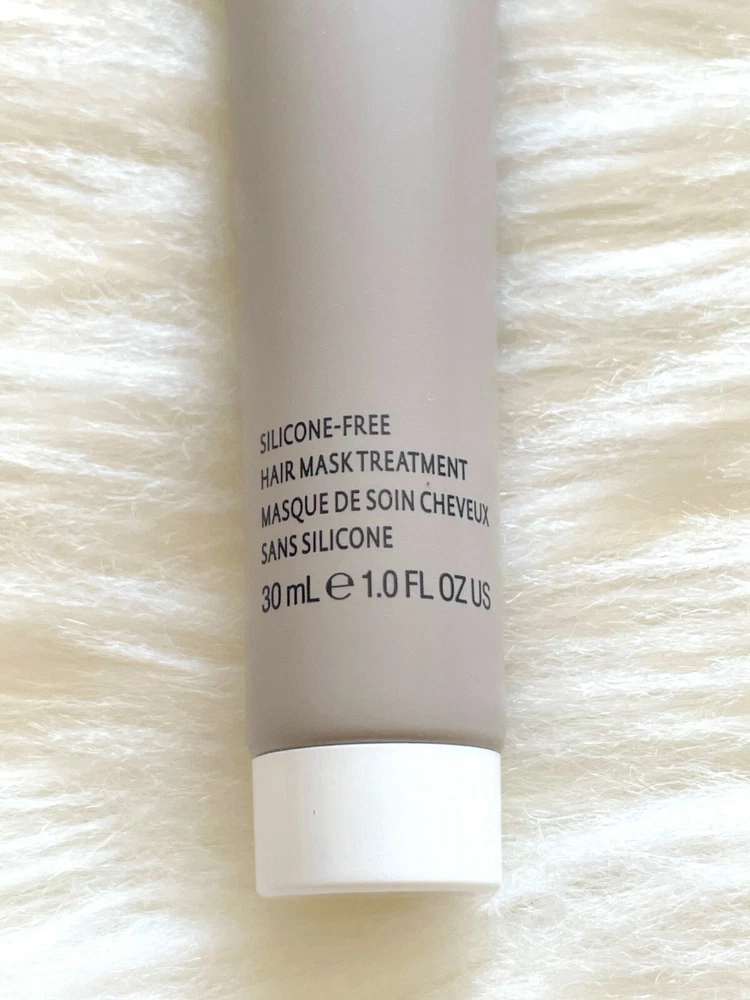 SILICONE-FREE
HAIR MASK TREATMENT
MASQUE DE SOIN CHEVEUX
SANS SILICONE
30 mL e 1.0 FL OZ US